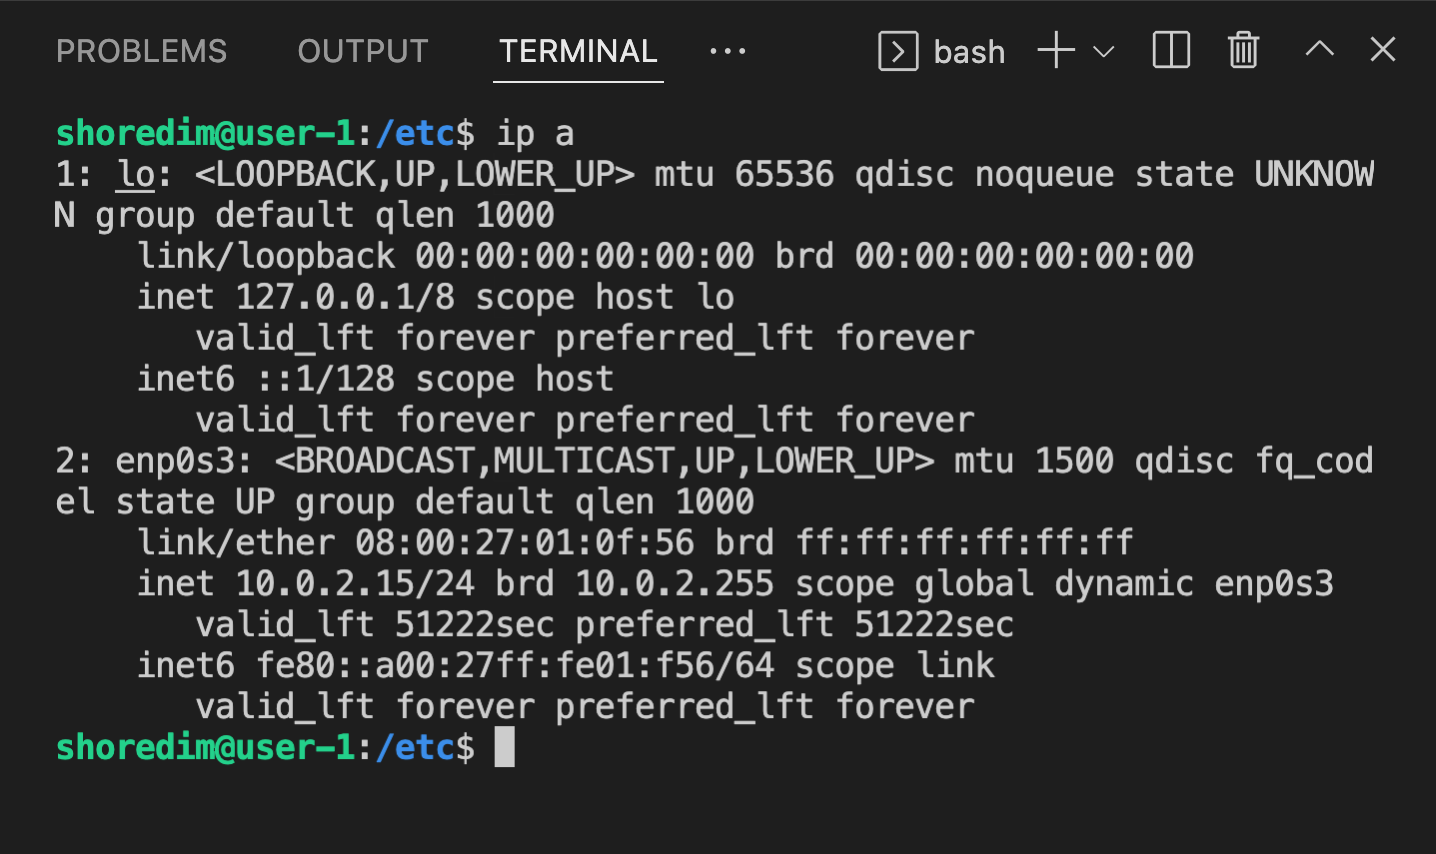 PROBLEMS OUTPUT TERMINAL ··· bash
shoredim@user-1:/etc$ ip a
1: lo: <LOOPBACK,UP,LOWER_UP> mtu 65536 qdisc noqueue state UNKNOW
N group default qlen 1000
    link/loopback 00:00:00:00:00:00 brd 00:00:00:00:00:00
    inet 127.0.0.1/8 scope host lo
       valid_lft forever preferred_lft forever
    inet6 ::1/128 scope host
       valid_lft forever preferred_lft forever
2: enp0s3: <BROADCAST,MULTICAST,UP,LOWER_UP> mtu 1500 qdisc fq_cod
el state UP group default qlen 1000
    link/ether 08:00:27:01:0f:56 brd ff:ff:ff:ff:ff:ff
    inet 10.0.2.15/24 brd 10.0.2.255 scope global dynamic enp0s3
       valid_lft 51222sec preferred_lft 51222sec
    inet6 fe80::a00:27ff:fe01:f56/64 scope link
       valid_lft forever preferred_lft forever
shoredim@user-1:/etc$